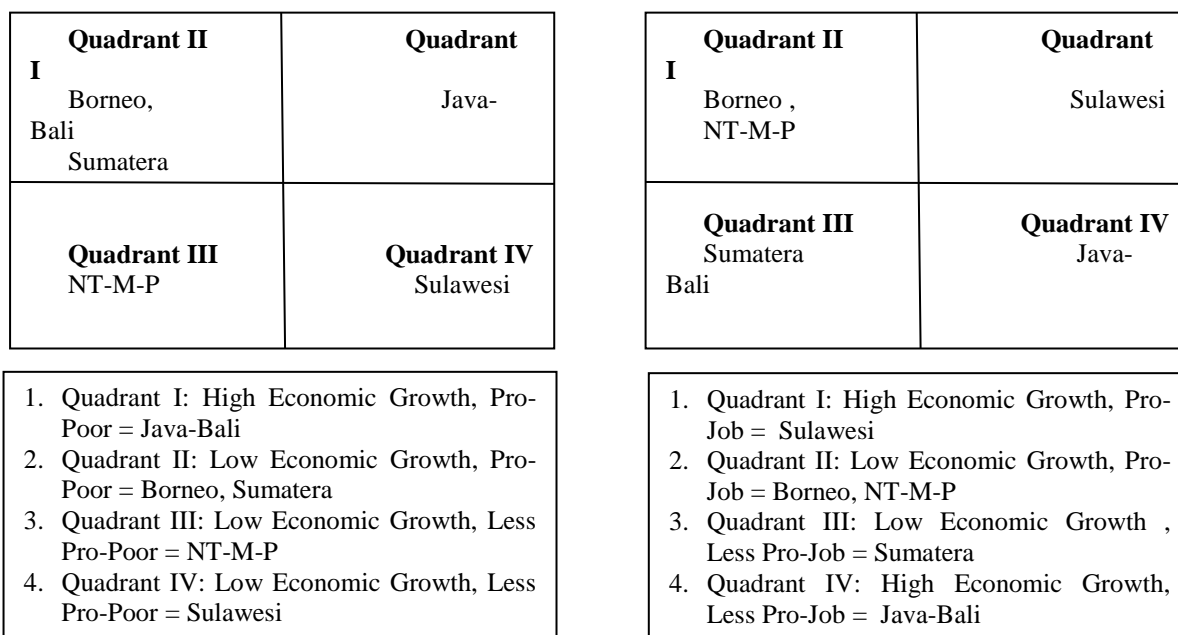 Quadrant II Quadrant
I
Borneo, Java-
Bali
Sumatera
Quadrant III Quadrant IV
NT-M-P Sulawesi
1. Quadrant I: High Economic Growth, Pro-
Poor = Java-Bali
2. Quadrant II: Low Economic Growth, Pro-
Poor = Borneo, Sumatera
3. Quadrant III: Low Economic Growth, Less
Pro-Poor = NT-M-P
4. Quadrant IV: Low Economic Growth, Less
Pro-Poor = Sulawesi
Quadrant II Quadrant
I
Borneo , Sulawesi
NT-M-P
Quadrant III Quadrant IV
Sumatera Java-
Bali
1. Quadrant I: High Economic Growth, Pro-
Job = Sulawesi
2. Quadrant II: Low Economic Growth, Pro-
Job = Borneo, NT-M-P
3. Quadrant III: Low Economic Growth ,
Less Pro-Job = Sumatera
4. Quadrant IV: High Economic Growth,
Less Pro-Job = Java-Bali